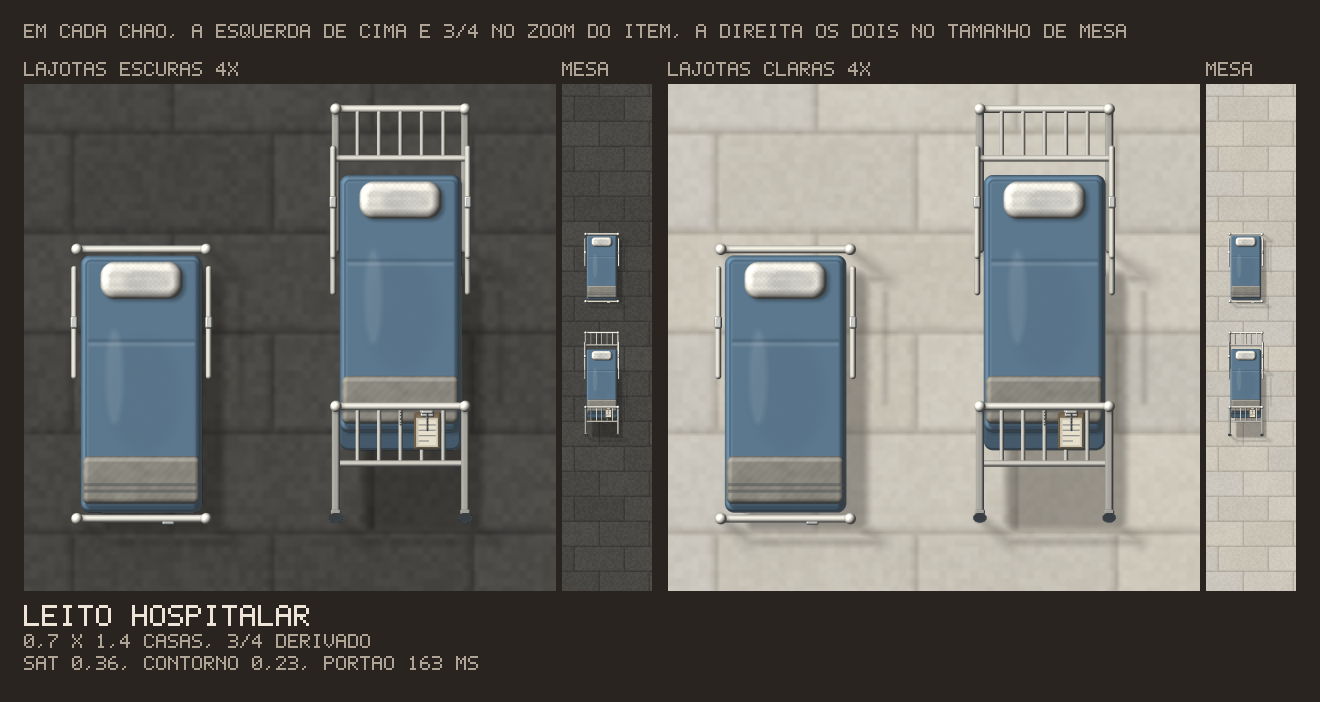 EM CADA CHAO, A ESQUERDA DE CIMA E 3/4 NO ZOOM DO ITEM, A DIREITA OS DOIS NO TAMANHO DE MESA
LAJOTAS ESCURAS 4X
MESA
LAJOTAS CLARAS 4X
MESA
LEITO HOSPITALAR
0,7 X 1,4 CASAS, 3/4 DERIVADO
SAT 0,36, CONTORNO 0,23, PORTAO 163 MS